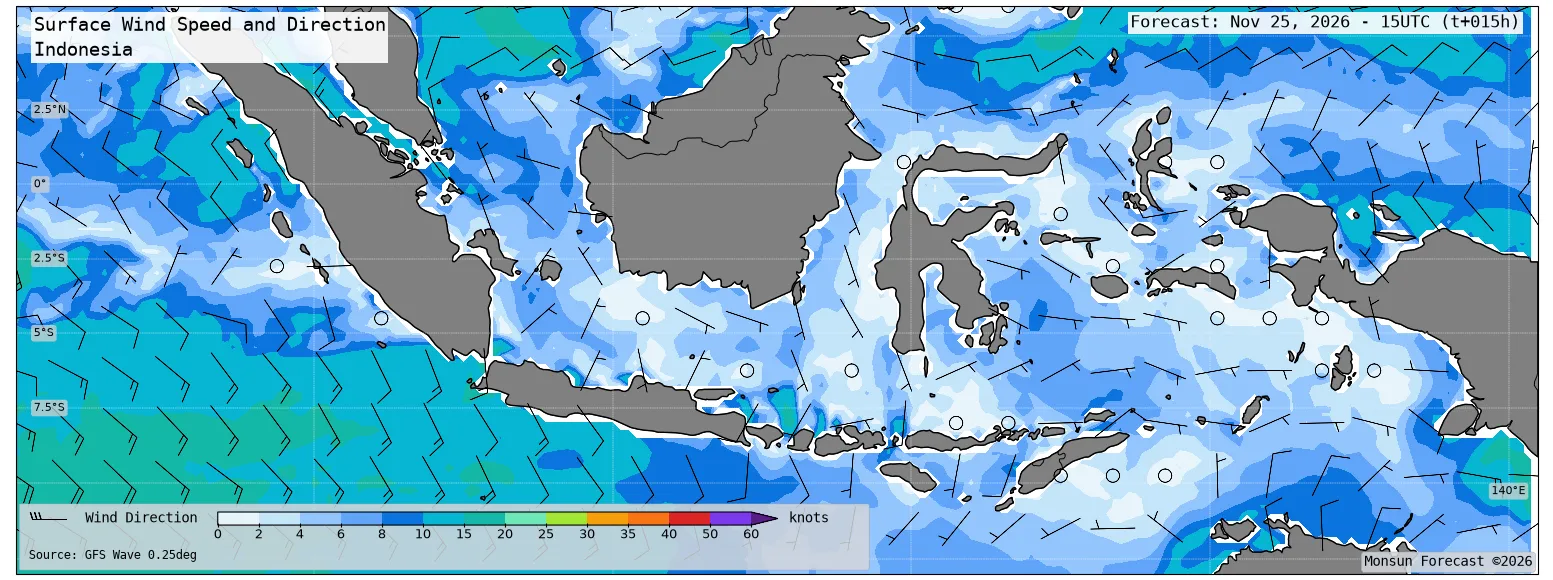 Surface Wind Speed and Direction
Indonesia
Forecast: Nov 25, 2026 - 15UTC (t+015h)
2.5°N
0°
2.5°S
5°S
7.5°S
140°E
Wind Direction
knots
0 2 4 6 8 10 15 20 25 30 35 40 50 60
Source: GFS Wave 0.25deg
Monsun Forecast ©2026